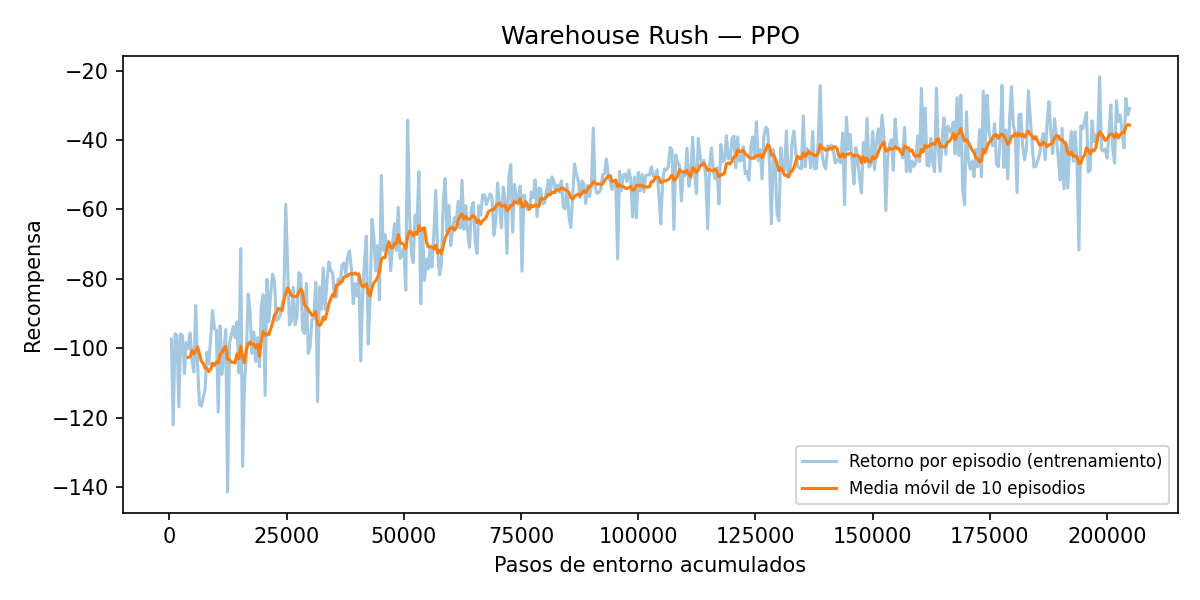 Warehouse Rush — PPO
Recompensa
−20
−40
−60
−80
−100
−120
−140
0 25000 50000 75000 100000 125000 150000 175000 200000
Pasos de entorno acumulados
Retorno por episodio (entrenamiento)
Media móvil de 10 episodios